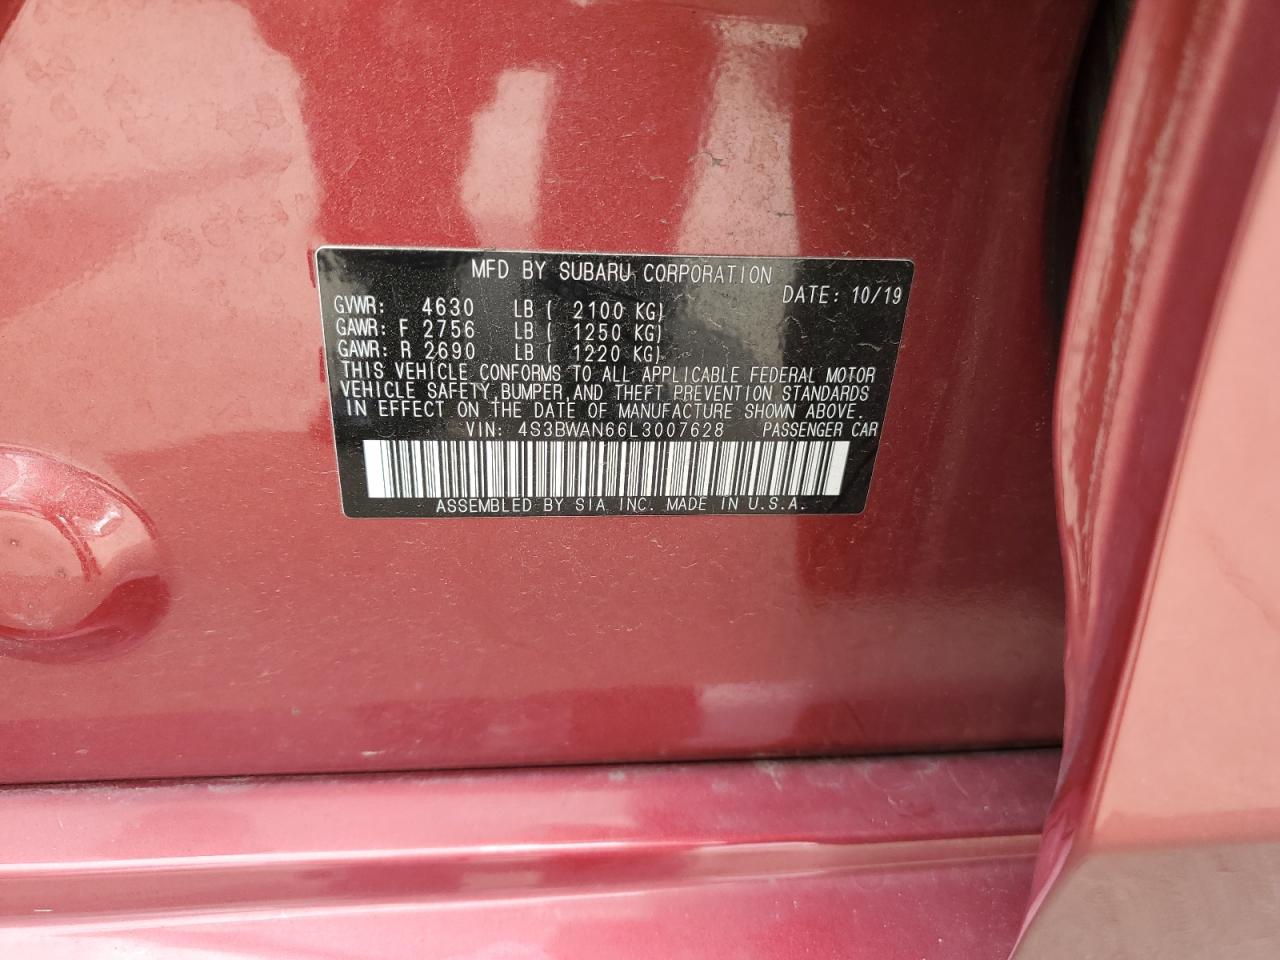 MFD BY SUBARU CORPORATION
DATE: 10/19
GVWR: 4630 LB ( 2100 KG)
GAWR: F 2756 LB ( 1250 KG)
GAWR: R 2690 LB ( 1220 KG)
THIS VEHICLE CONFORMS TO ALL APPLICABLE FEDERAL MOTOR
VEHICLE SAFETY,BUMPER,AND THEFT PREVENTION STANDARDS
IN EFFECT ON THE DATE OF MANUFACTURE SHOWN ABOVE.
VIN: 4S3BWAN66L3007628 PASSENGER CAR
ASSEMBLED BY SIA INC. MADE IN U.S.A.